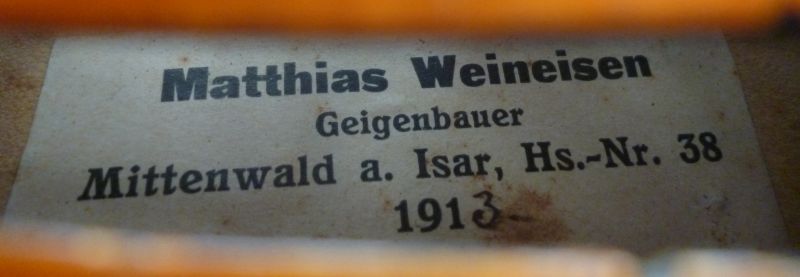 Matthias Weineisen
Geigenbauer
Mittenwald a. Isar, Hs.-Nr. 38
1913